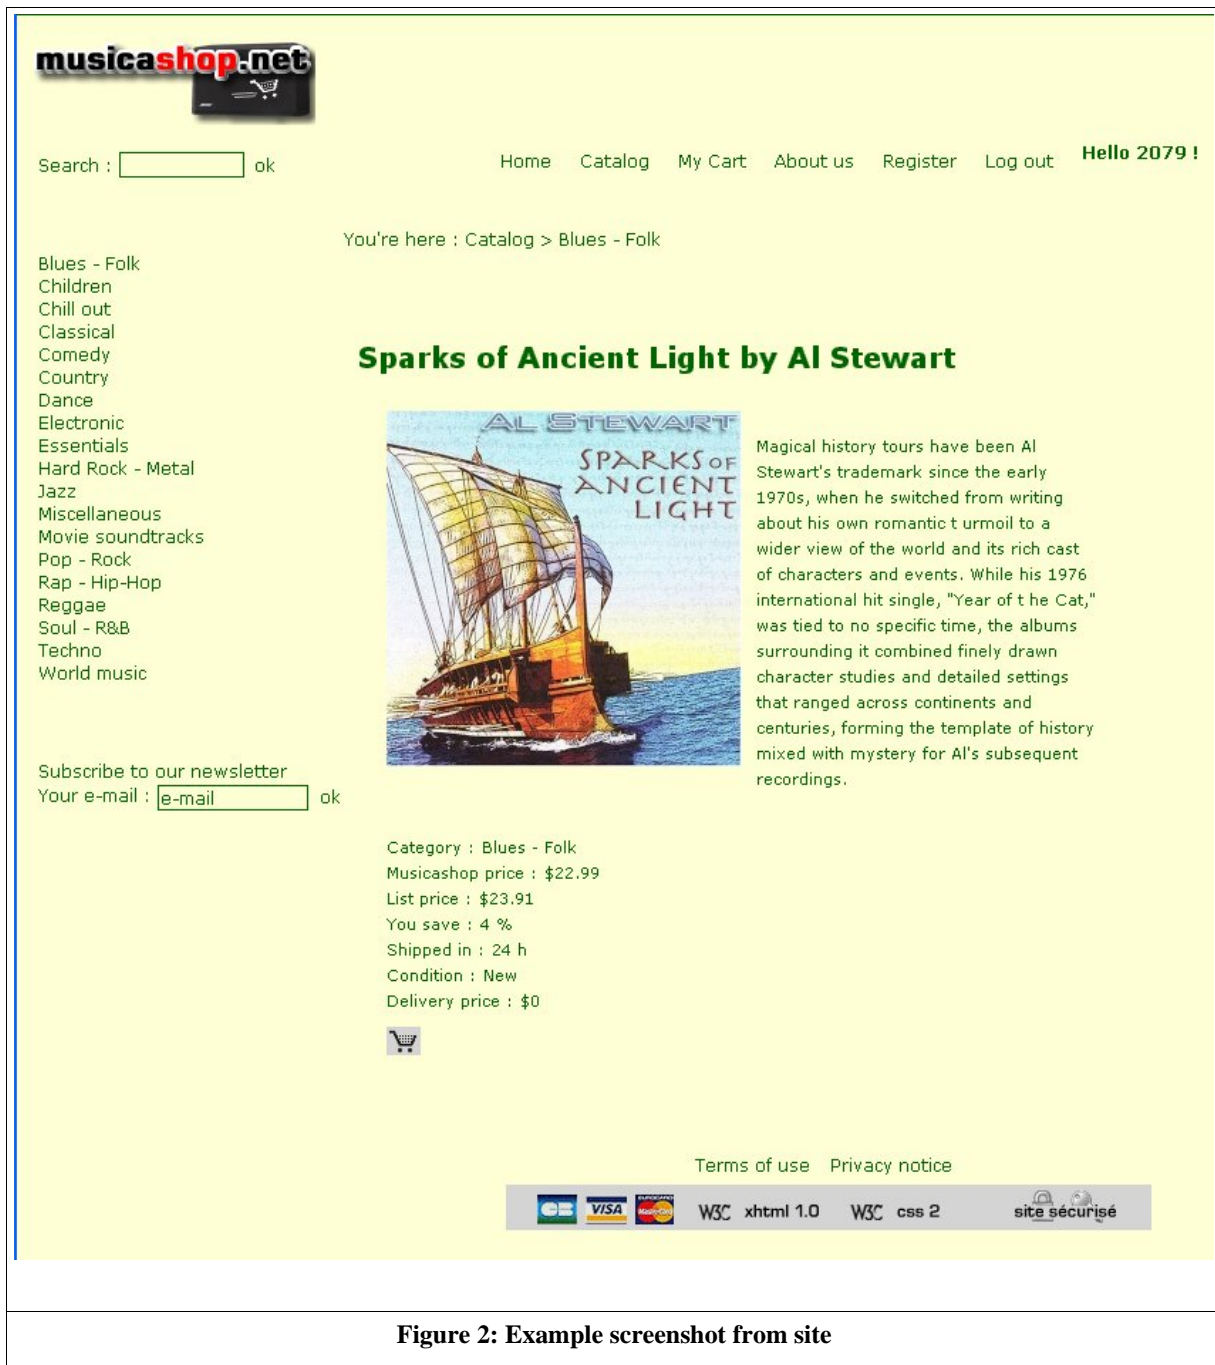 musicashop.net
Search : ok
Home Catalog My Cart About us Register Log out Hello 2079 !
You're here : Catalog > Blues - Folk
Blues - Folk
Children
Chill out
Classical
Comedy
Country
Dance
Electronic
Essentials
Hard Rock - Metal
Jazz
Miscellaneous
Movie soundtracks
Pop - Rock
Rap - Hip-Hop
Reggae
Soul - R&B
Techno
World music
Subscribe to our newsletter
Your e-mail : e-mail ok
Sparks of Ancient Light by Al Stewart
AL STEWART
SPARKS OF
ANCIENT
LIGHT
Magical history tours have been Al
Stewart's trademark since the early
1970s, when he switched from writing
about his own romantic t urmoil to a
wider view of the world and its rich cast
of characters and events. While his 1976
international hit single, "Year of t he Cat,"
was tied to no specific time, the albums
surrounding it combined finely drawn
character studies and detailed settings
that ranged across continents and
centuries, forming the template of history
mixed with mystery for Al's subsequent
recordings.
Category : Blues - Folk
Musicashop price : $22.99
List price : $23.91
You save : 4 %
Shipped in : 24 h
Condition : New
Delivery price : $0
Terms of use Privacy notice
CB VISA EUROCARD MasterCard W3C xhtml 1.0 W3C css 2 site sécurisé
Figure 2: Example screenshot from site